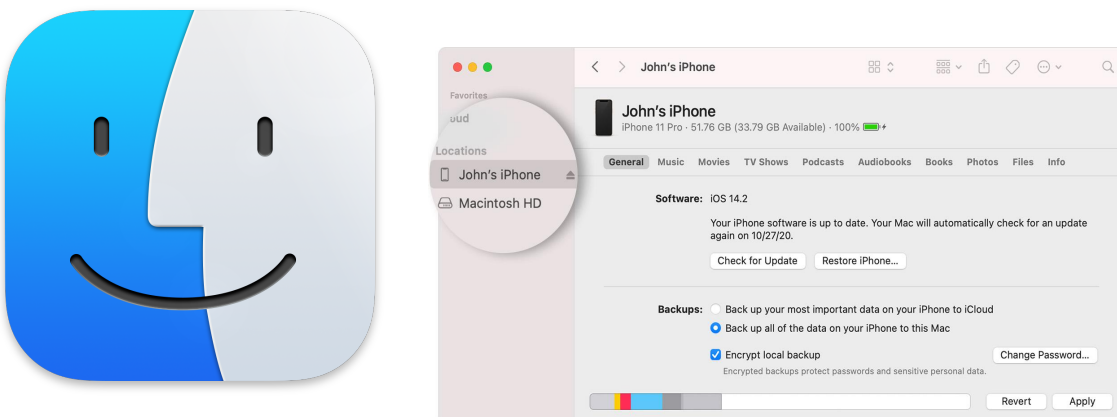 John's iPhone
Favorites
Locations
John's iPhone
Macintosh HD
John's iPhone
iPhone 11 Pro · 51.76 GB (33.79 GB Available) · 100%
General Music Movies TV Shows Podcasts Audiobooks Books Photos Files Info
Software: iOS 14.2
Your iPhone software is up to date. Your Mac will automatically check for an update
again on 10/27/20.
Check for Update Restore iPhone...
Backups: Back up your most important data on your iPhone to iCloud
Back up all of the data on your iPhone to this Mac
Encrypt local backup Change Password...
Encrypted backups protect passwords and sensitive personal data.
Revert Apply